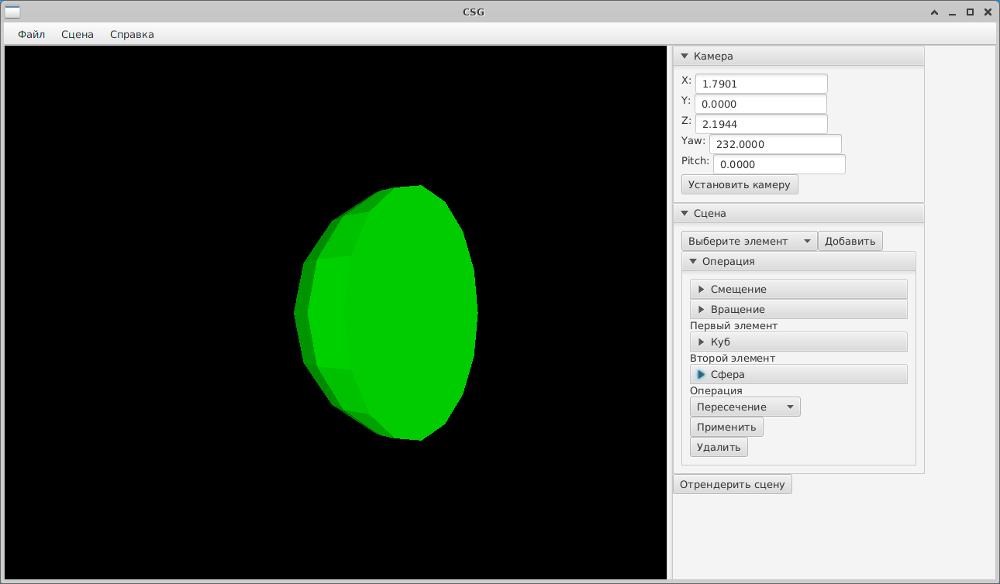 CSG
Файл Сцена Справка
Камера
X: 1.7901
Y: 0.0000
Z: 2.1944
Yaw: 232.0000
Pitch: 0.0000
Установить камеру
Сцена
Выберите элемент Добавить
Операция
Смещение
Вращение
Первый элемент
Куб
Второй элемент
Сфера
Операция
Пересечение
Применить
Удалить
Отрендерить сцену